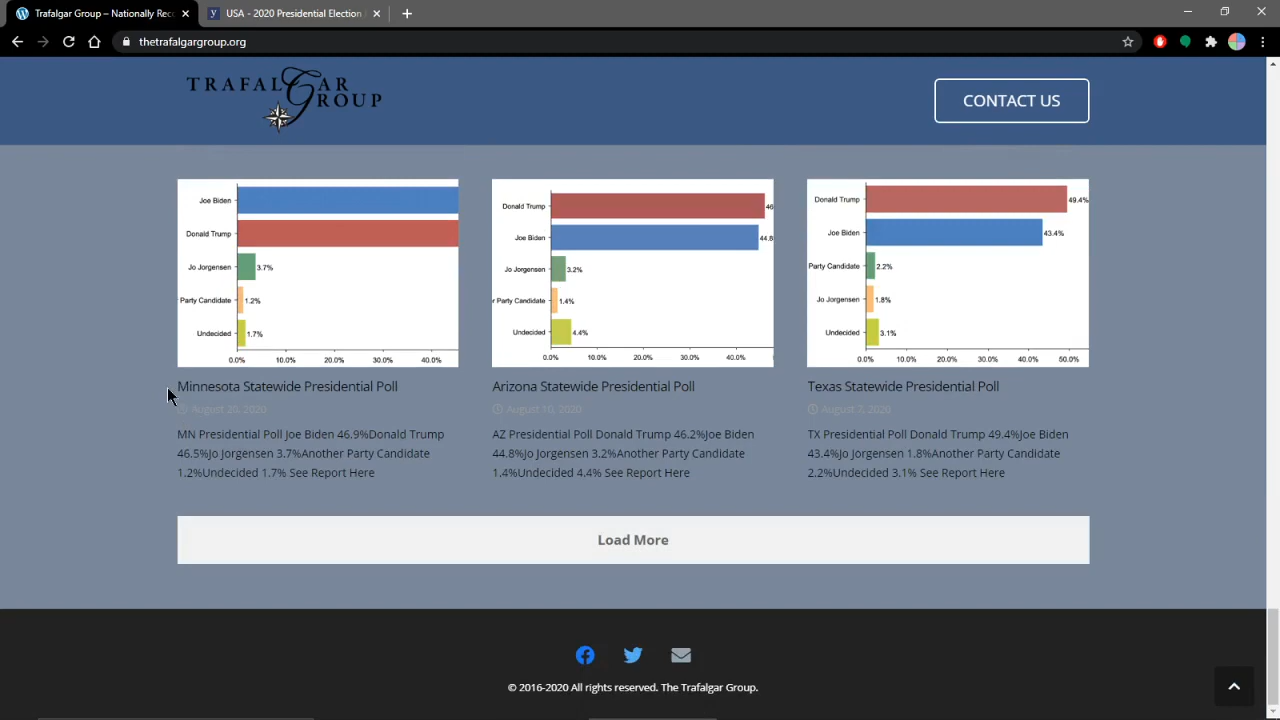 Trafalgar Group – Nationally Reco
USA - 2020 Presidential Election
thetrafalgargroup.org
TRAFALGAR
GROUP
CONTACT US
Joe Biden
Donald Trump
Jo Jorgensen
3.7%
Party Candidate
1.2%
Undecided
1.7%
0.0% 10.0% 20.0% 30.0% 40.0%
Donald Trump
46
Joe Biden
44.8
Jo Jorgensen
3.2%
r Party Candidate
1.4%
Undecided
4.4%
0.0% 10.0% 20.0% 30.0% 40.0%
Donald Trump
49.4%
Joe Biden
43.4%
Party Candidate
2.2%
Jo Jorgensen
1.8%
Undecided
3.1%
0.0% 10.0% 20.0% 30.0% 40.0% 50.0%
Minnesota Statewide Presidential Poll
August 20, 2020
MN Presidential Poll Joe Biden 46.9%Donald Trump
46.5%Jo Jorgensen 3.7%Another Party Candidate
1.2%Undecided 1.7% See Report Here
Arizona Statewide Presidential Poll
August 10, 2020
AZ Presidential Poll Donald Trump 46.2%Joe Biden
44.8%Jo Jorgensen 3.2%Another Party Candidate
1.4%Undecided 4.4% See Report Here
Texas Statewide Presidential Poll
TX Presidential Poll Donald Trump 49.4%Joe Biden
43.4%Jo Jorgensen 1.8%Another Party Candidate
2.2%Undecided 3.1% See Report Here
Load More
© 2016-2020 All rights reserved. The Trafalgar Group.